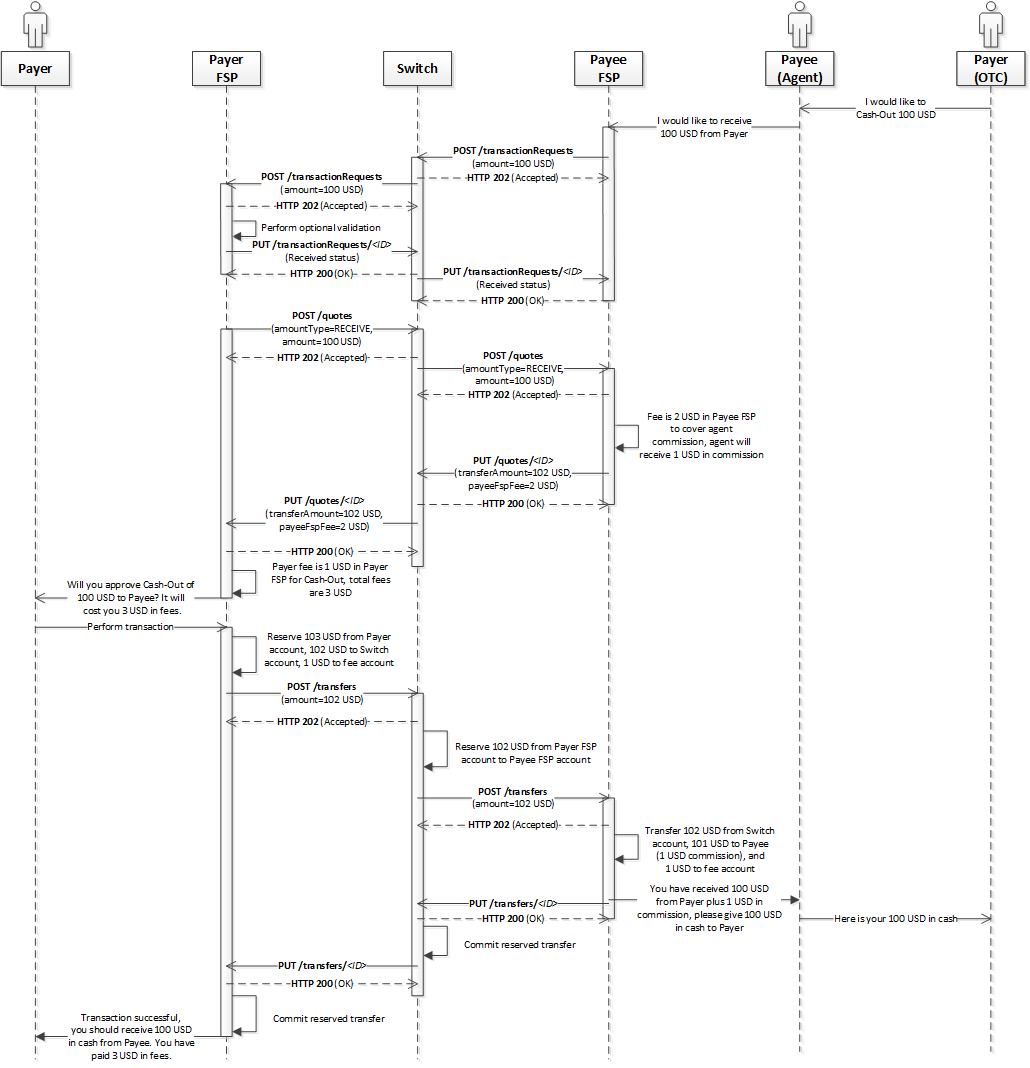 Payer
Payer
FSP
Switch
Payee
FSP
Payee
(Agent)
Payer
(OTC)
I would like to
Cash-Out 100 USD
I would like to receive
100 USD from Payer
POST /transactionRequests
(amount=100 USD)
HTTP 202 (Accepted)
POST /transactionRequests
(amount=100 USD)
HTTP 202 (Accepted)
Perform optional validation
PUT /transactionRequests/<ID>
(Received status)
HTTP 200 (OK)
PUT /transactionRequests/<ID>
(Received status)
HTTP 200 (OK)
POST /quotes
(amountType=RECEIVE,
amount=100 USD)
HTTP 202 (Accepted)
POST /quotes
(amountType=RECEIVE,
amount=100 USD)
HTTP 202 (Accepted)
Fee is 2 USD in Payee FSP
to cover agent
commission, agent will
receive 1 USD in commission
PUT /quotes/<ID>
(transferAmount=102 USD,
payeeFspFee=2 USD)
HTTP 200 (OK)
PUT /quotes/<ID>
(transferAmount=102 USD,
payeeFspFee=2 USD)
HTTP 200 (OK)
Payer fee is 1 USD in Payer
FSP for Cash-Out, total fees
are 3 USD
Will you approve Cash-Out of
100 USD to Payee? It will
cost you 3 USD in fees.
Perform transaction
Reserve 103 USD from Payer
account, 102 USD to Switch
account, 1 USD to fee account
POST /transfers
(amount=102 USD)
HTTP 202 (Accepted)
Reserve 102 USD from Payer FSP
account to Payee FSP account
POST /transfers
(amount=102 USD)
HTTP 202 (Accepted)
Transfer 102 USD from Switch
account, 101 USD to Payee
(1 USD commission), and
1 USD to fee account
You have received 100 USD
from Payer plus 1 USD in
commission, please give 100 USD
in cash to Payer
PUT /transfers/<ID>
HTTP 200 (OK)
Here is your 100 USD in cash
Commit reserved transfer
PUT /transfers/<ID>
HTTP 200 (OK)
Commit reserved transfer
Transaction successful,
you should receive 100 USD
in cash from Payee. You have
paid 3 USD in fees.